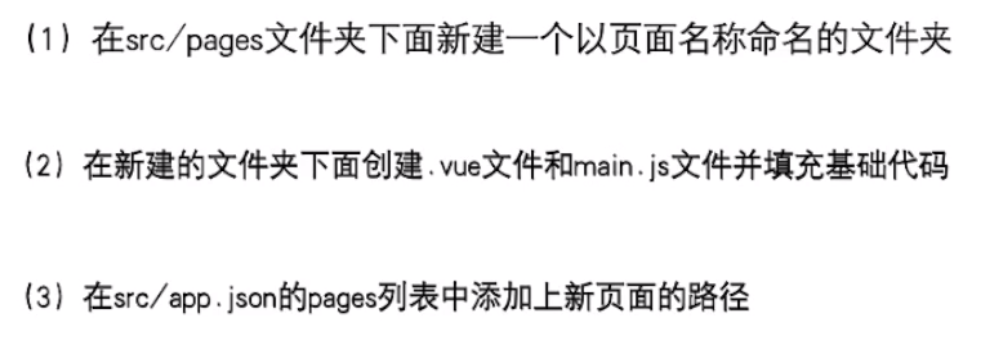 (1) 在src/pages文件夹下面新建一个以页面名称命名的文件夹
(2) 在新建的文件夹下面创建.vue文件和main.js文件并填充基础代码
(3) 在src/app.json的pages列表中添加上新页面的路径